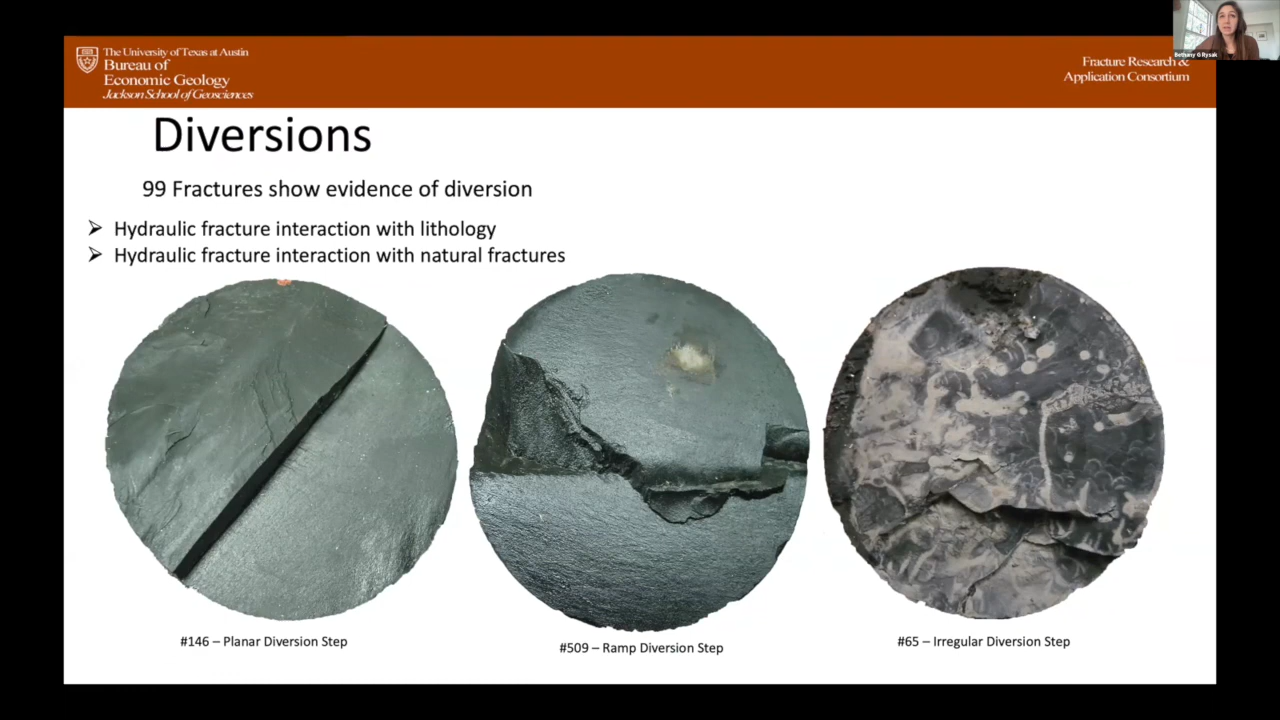 The University of Texas at Austin
Bureau of
Economic Geology
Jackson School of Geosciences
Fracture Research &
Application Consortium
Bethany G Rysak
Diversions
99 Fractures show evidence of diversion
➢ Hydraulic fracture interaction with lithology
➢ Hydraulic fracture interaction with natural fractures
#146 – Planar Diversion Step
#509 – Ramp Diversion Step
#65 – Irregular Diversion Step